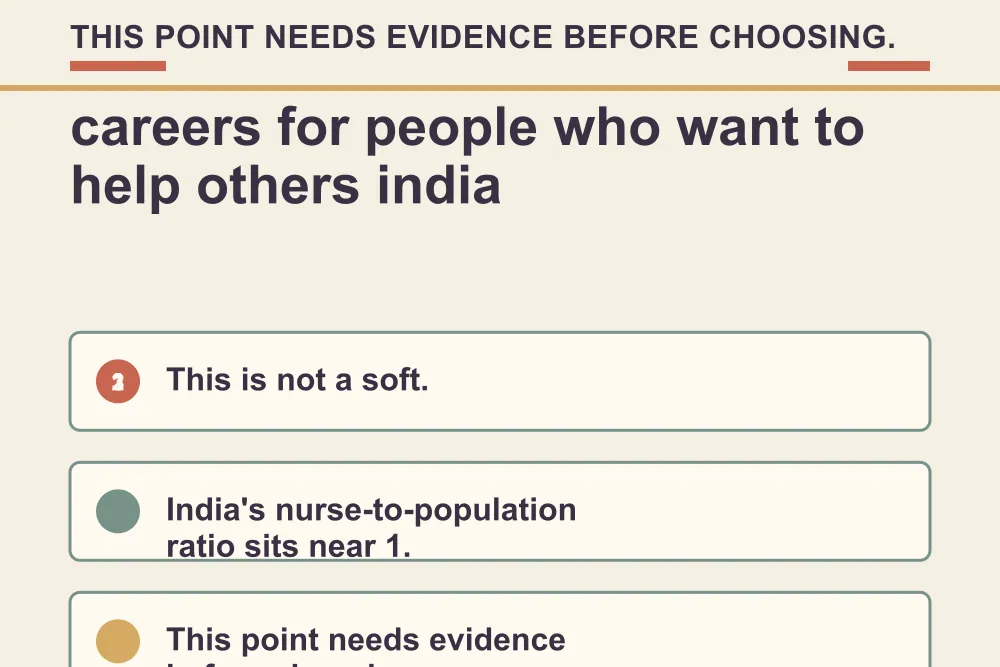 THIS POINT NEEDS EVIDENCE BEFORE CHOOSING.
careers for people who want to
help others india
This is not a soft.
India's nurse-to-population
ratio sits near 1.
This point needs evidence